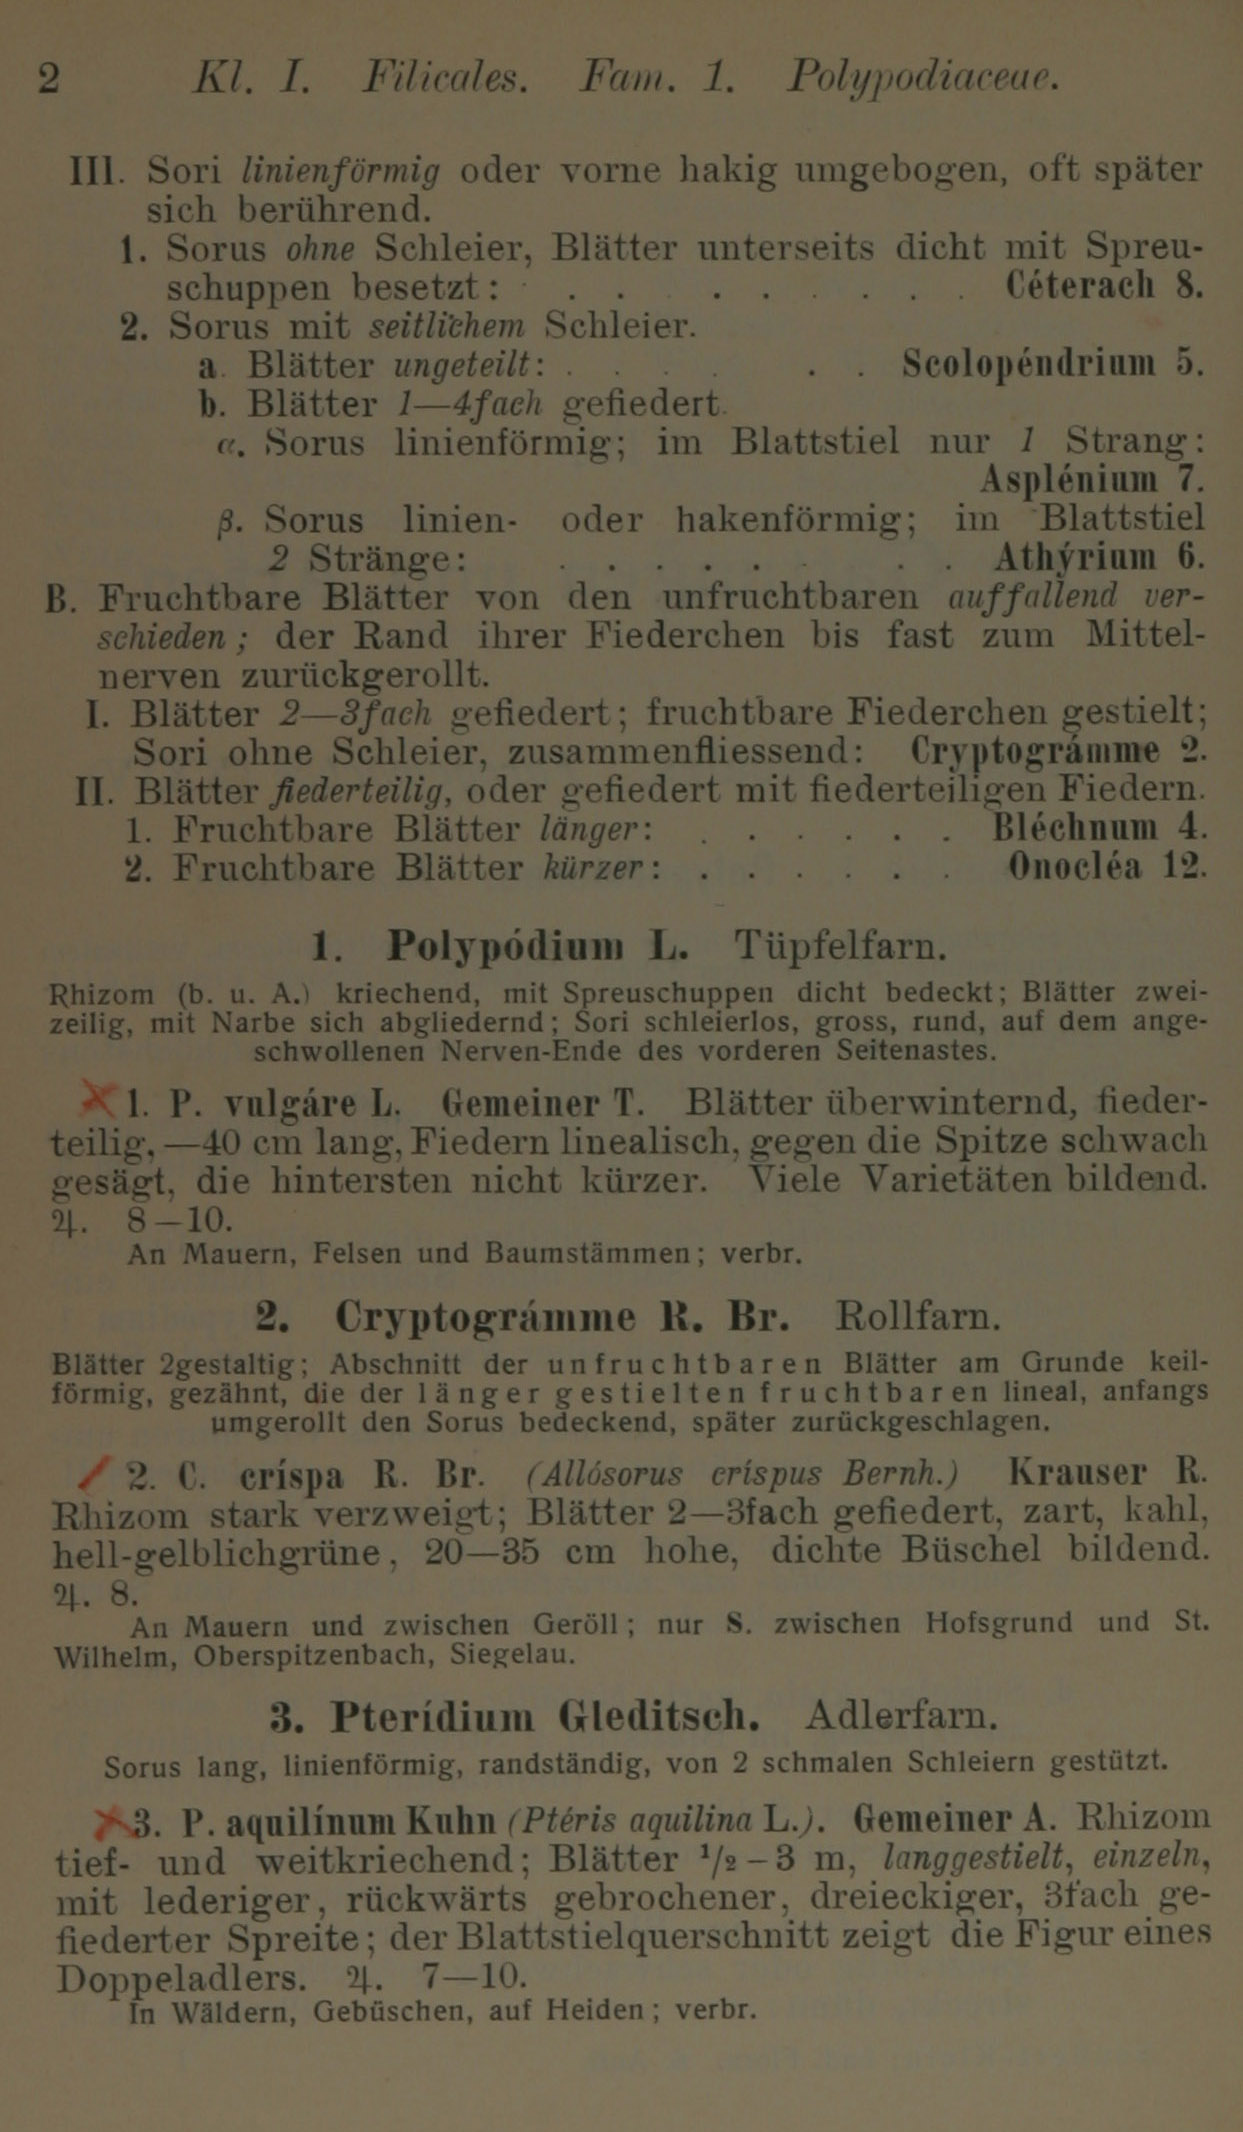 2 Kl. I. Filicales. Fam. 1. Polypodiaceae.
III. Sori linienförmig oder vorne hakig umgebogen, oft später
sich berührend.
1. Sorus ohne Schleier, Blätter unterseits dicht mit Spreu-
schuppen besetzt: . . . . . . . . Céterach 8.
2. Sorus mit seitlichem Schleier.
a. Blätter ungeteilt: . . . . . . Scolopéndrium 5.
b. Blätter 1—4fach gefiedert.
α. Sorus linienförmig; im Blattstiel nur 1 Strang:
Asplénium 7.
β. Sorus linien- oder hakenförmig; im Blattstiel
2 Stränge: . . . . . . . Athýrium 6.
B. Fruchtbare Blätter von den unfruchtbaren auffallend ver-
schieden; der Rand ihrer Fiederchen bis fast zum Mittel-
nerven zurückgerollt.
I. Blätter 2—3fach gefiedert; fruchtbare Fiederchen gestielt;
Sori ohne Schleier, zusammenfliessend: Cryptográmme 2.
II. Blätter fiederteilig, oder gefiedert mit fiederteiligen Fiedern.
1. Fruchtbare Blätter länger: . . . . . . Bléchnum 4.
2. Fruchtbare Blätter kürzer: . . . . . . Onocléa 12.
1. Polypódium L. Tüpfelfarn.
Rhizom (b. u. A.) kriechend, mit Spreuschuppen dicht bedeckt; Blätter zwei-
zeilig, mit Narbe sich abgliedernd; Sori schleierlos, gross, rund, auf dem ange-
schwollenen Nerven-Ende des vorderen Seitenastes.
1. P. vulgáre L. Gemeiner T. Blätter überwinternd, fieder-
teilig, —40 cm lang, Fiedern linealisch, gegen die Spitze schwach
gesägt, die hintersten nicht kürzer. Viele Varietäten bildend.
♃. 8—10.
An Mauern, Felsen und Baumstämmen; verbr.
2. Cryptográmme R. Br. Rollfarn.
Blätter 2gestaltig; Abschnitt der unfruchtbaren Blätter am Grunde keil-
förmig, gezähnt, die der länger gestielten fruchtbaren lineal, anfangs
umgerollt den Sorus bedeckend, später zurückgeschlagen.
2. C. críspa R. Br. (Allósorus críspus Bernh.) Krauser R.
Rhizom stark verzweigt; Blätter 2—3fach gefiedert, zart, kahl,
hell-gelblichgrüne, 20—35 cm hohe, dichte Büschel bildend.
♃. 8.
An Mauern und zwischen Geröll; nur S. zwischen Hofsgrund und St.
Wilhelm, Oberspitzenbach, Siegelau.
3. Pterídium Gleditsch. Adlerfarn.
Sorus lang, linienförmig, randständig, von 2 schmalen Schleiern gestützt.
3. P. aquilínum Kuhn (Ptéris aquilina L.). Gemeiner A. Rhizom
tief- und weitkriechend; Blätter ½—3 m, langgestielt, einzeln,
mit lederiger, rückwärts gebrochener, dreieckiger, 3fach ge-
fiederter Spreite; der Blattstielquerschnitt zeigt die Figur eines
Doppeladlers. ♃. 7—10.
In Wäldern, Gebüschen, auf Heiden; verbr.